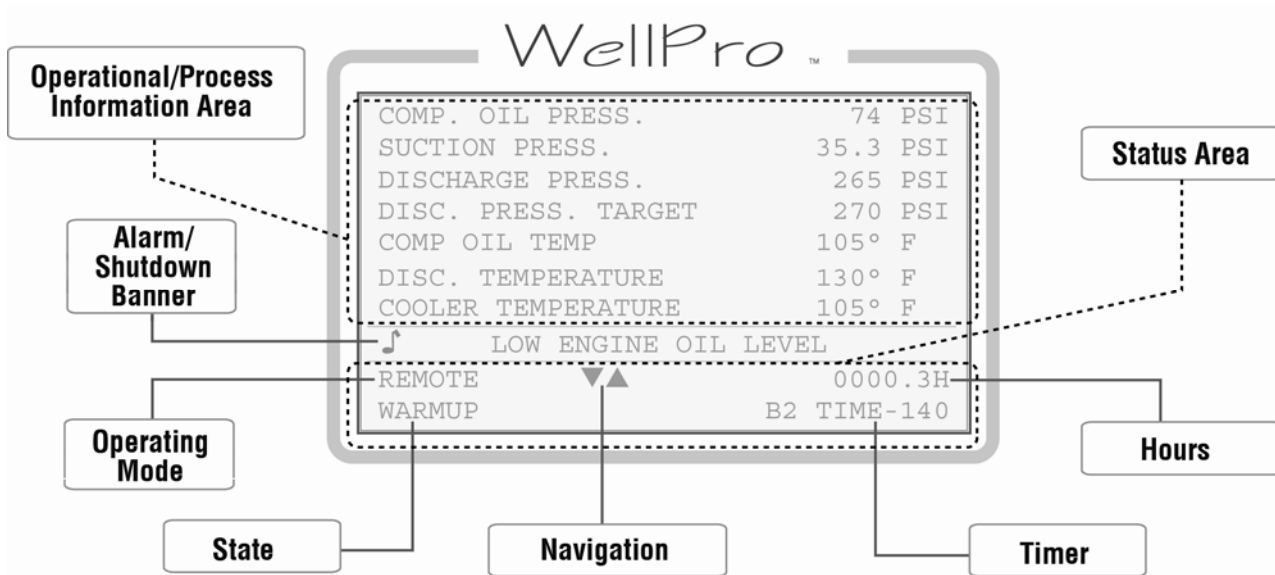 WellPro ™
Operational/Process
Information Area
COMP. OIL PRESS. 74 PSI
SUCTION PRESS. 35.3 PSI
DISCHARGE PRESS. 265 PSI
DISC. PRESS. TARGET 270 PSI
COMP OIL TEMP 105° F
DISC. TEMPERATURE 130° F
COOLER TEMPERATURE 105° F
Status Area
Alarm/
Shutdown
Banner
LOW ENGINE OIL LEVEL
REMOTE 0000.3H
WARMUP B2 TIME-140
Operating
Mode
Hours
State
Navigation
Timer